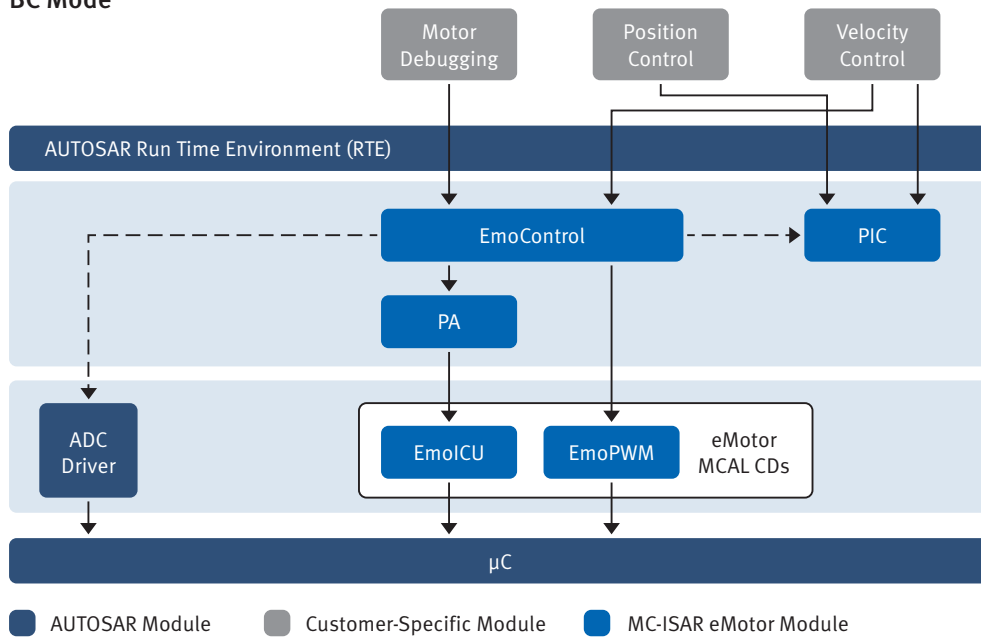 BC Mode
Motor
Debugging
Position
Control
Velocity
Control
AUTOSAR Run Time Environment (RTE)
EmoControl
PIC
PA
ADC
Driver
EmoICU
EmoPWM
eMotor
MCAL CDs
µC
AUTOSAR Module
Customer-Specific Module
MC-ISAR eMotor Module